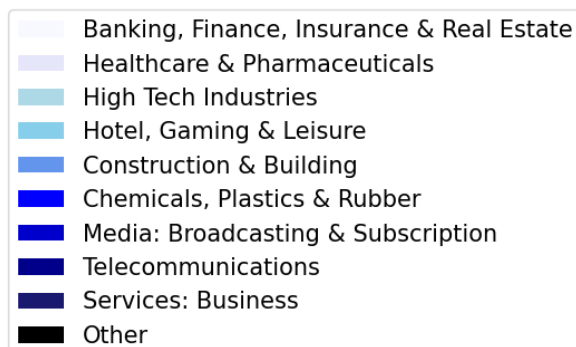 Banking, Finance, Insurance & Real Estate
Healthcare & Pharmaceuticals
High Tech Industries
Hotel, Gaming & Leisure
Construction & Building
Chemicals, Plastics & Rubber
Media: Broadcasting & Subscription
Telecommunications
Services: Business
Other